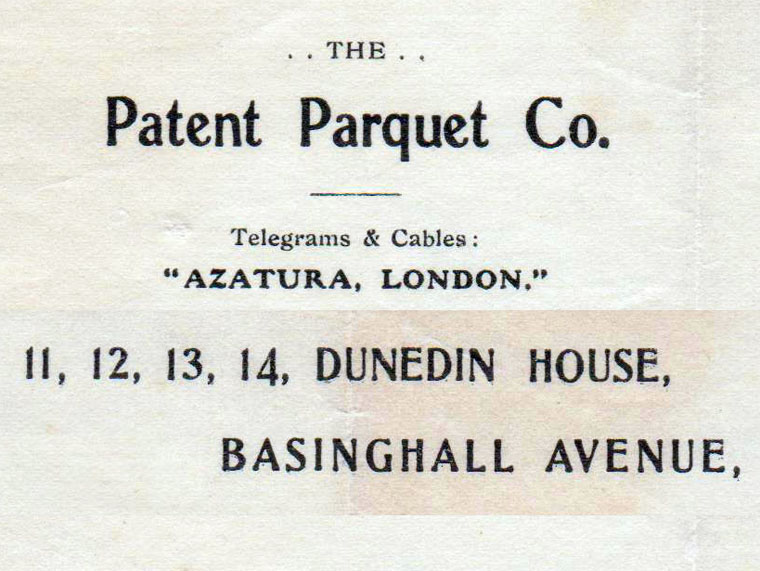 . . THE . .
Patent Parquet Co.
Telegrams & Cables:
"AZATURA, LONDON."
11, 12, 13, 14, DUNEDIN HOUSE,
BASINGHALL AVENUE,